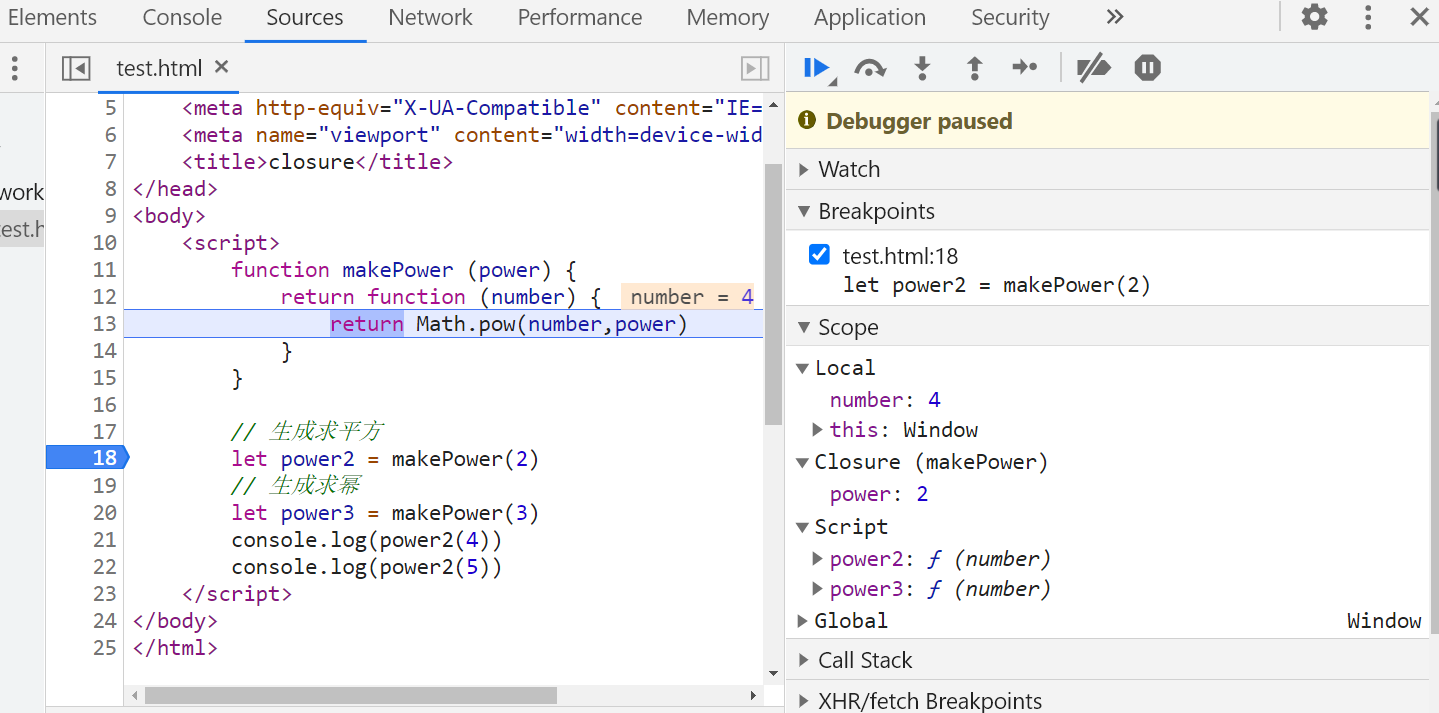 Elements Console Sources Network Performance Memory Application Security
test.html
work
test.h
5 <meta http-equiv="X-UA-Compatible" content="IE=
6 <meta name="viewport" content="width=device-wid
7 <title>closure</title>
8 </head>
9 <body>
10 <script>
11 function makePower (power) {
12 return function (number) { number = 4
13 return Math.pow(number,power)
14 }
15 }
16
17 // 生成求平方
18 let power2 = makePower(2)
19 // 生成求幂
20 let power3 = makePower(3)
21 console.log(power2(4))
22 console.log(power2(5))
23 </script>
24 </body>
25 </html>
Debugger paused
Watch
Breakpoints
test.html:18
let power2 = makePower(2)
Scope
Local
number: 4
this: Window
Closure (makePower)
power: 2
Script
power2: ƒ (number)
power3: ƒ (number)
Global Window
Call Stack
XHR/fetch Breakpoints